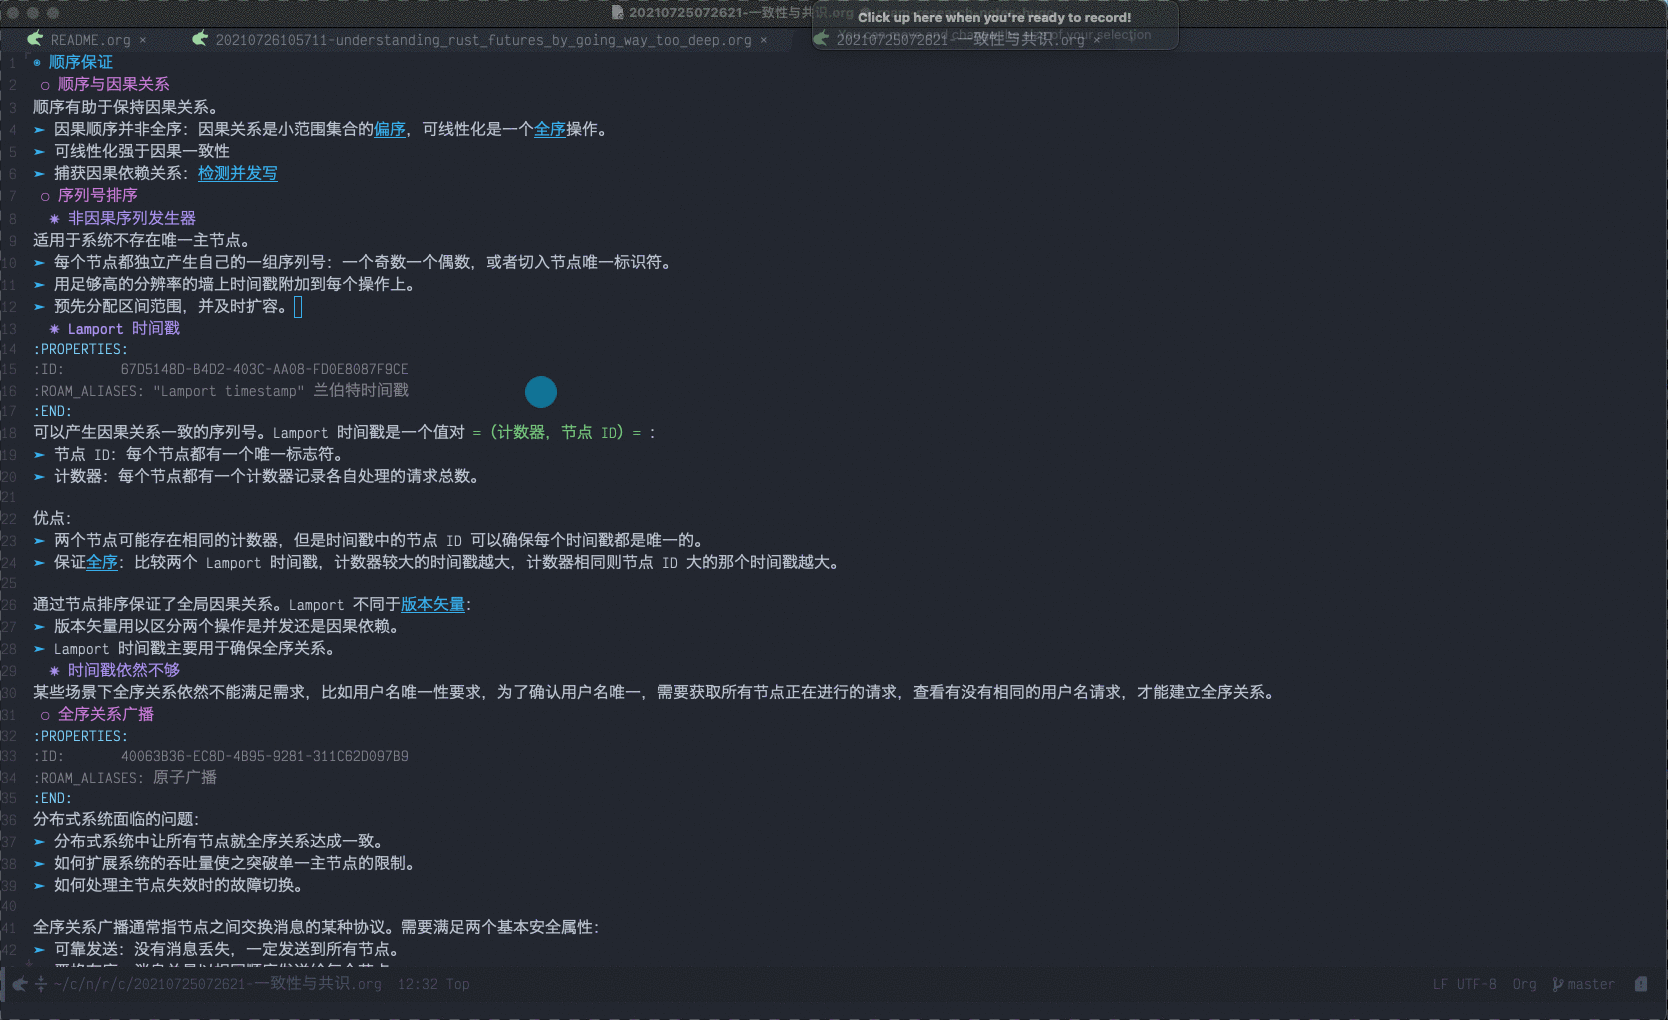 20210725072621-一致性与共识.org
Click up here when you're ready to record!
You can move and change the size of your selection
README.org ×
20210726105711-understanding_rust_futures_by_going_way_too_deep.org ×
20210725072621-一致性与共识.org ×
1 顺序保证
2 顺序与因果关系
3 顺序有助于保持因果关系。
4 ➤ 因果顺序并非全序：因果关系是小范围集合的偏序，可线性化是一个全序操作。
5 ➤ 可线性化强于因果一致性
6 ➤ 捕获因果依赖关系：检测并发写
7 序列号排序
8 非因果序列发生器
9 适用于系统不存在唯一主节点。
10 ➤ 每个节点都独立产生自己的一组序列号：一个奇数一个偶数，或者切入节点唯一标识符。
11 ➤ 用足够高的分辨率的墙上时间戳附加到每个操作上。
12 ➤ 预先分配区间范围，并及时扩容。
13 Lamport 时间戳
14 :PROPERTIES:
15 :ID:       67D5148D-B4D2-403C-AA08-FD0E8087F9CE
16 :ROAM_ALIASES: "Lamport timestamp" 兰伯特时间戳
17 :END:
18 可以产生因果关系一致的序列号。Lamport 时间戳是一个值对 =（计数器，节点 ID）= ：
19 ➤ 节点 ID：每个节点都有一个唯一标志符。
20 ➤ 计数器：每个节点都有一个计数器记录各自处理的请求总数。
21
22 优点：
23 ➤ 两个节点可能存在相同的计数器，但是时间戳中的节点 ID 可以确保每个时间戳都是唯一的。
24 ➤ 保证全序：比较两个 Lamport 时间戳，计数器较大的时间戳越大，计数器相同则节点 ID 大的那个时间戳越大。
25
26 通过节点排序保证了全局因果关系。Lamport 不同于版本矢量：
27 ➤ 版本矢量用以区分两个操作是并发还是因果依赖。
28 ➤ Lamport 时间戳主要用于确保全序关系。
29 时间戳依然不够
30 某些场景下全序关系依然不能满足需求，比如用户名唯一性要求，为了确认用户名唯一，需要获取所有节点正在进行的请求，查看有没有相同的用户名请求，才能建立全序关系。
31 全序关系广播
32 :PROPERTIES:
33 :ID:       40063B36-EC8D-4B95-9281-311C62D097B9
34 :ROAM_ALIASES: 原子广播
35 :END:
36 分布式系统面临的问题：
37 ➤ 分布式系统中让所有节点就全序关系达成一致。
38 ➤ 如何扩展系统的吞吐量使之突破单一主节点的限制。
39 ➤ 如何处理主节点失效时的故障切换。
40
41 全序关系广播通常指节点之间交换消息的某种协议。需要满足两个基本安全属性：
42 ➤ 可靠发送：没有消息丢失，一定发送到所有节点。
~/c/n/r/c/20210725072621-一致性与共识.org 12:32 Top
LF UTF-8 Org master